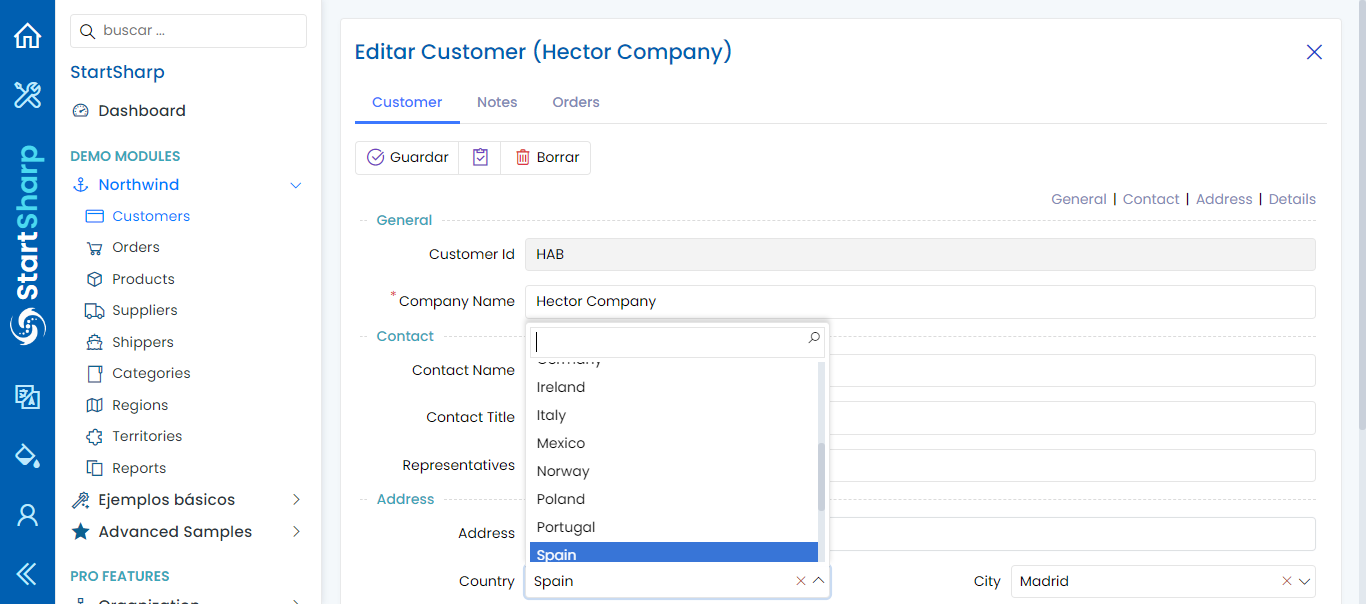 buscar ...
StartSharp
StartSharp
Dashboard
DEMO MODULES
Northwind
Customers
Orders
Products
Suppliers
Shippers
Categories
Regions
Territories
Reports
Ejemplos básicos
Advanced Samples
PRO FEATURES
Organization
Editar Customer (Hector Company)
Customer Notes Orders
Guardar Borrar
General | Contact | Address | Details
General
Customer Id HAB
* Company Name Hector Company
Contact
Contact Name
Contact Title
Representatives
Germany
Ireland
Italy
Mexico
Norway
Poland
Portugal
Spain
Address
Address
Country Spain City Madrid